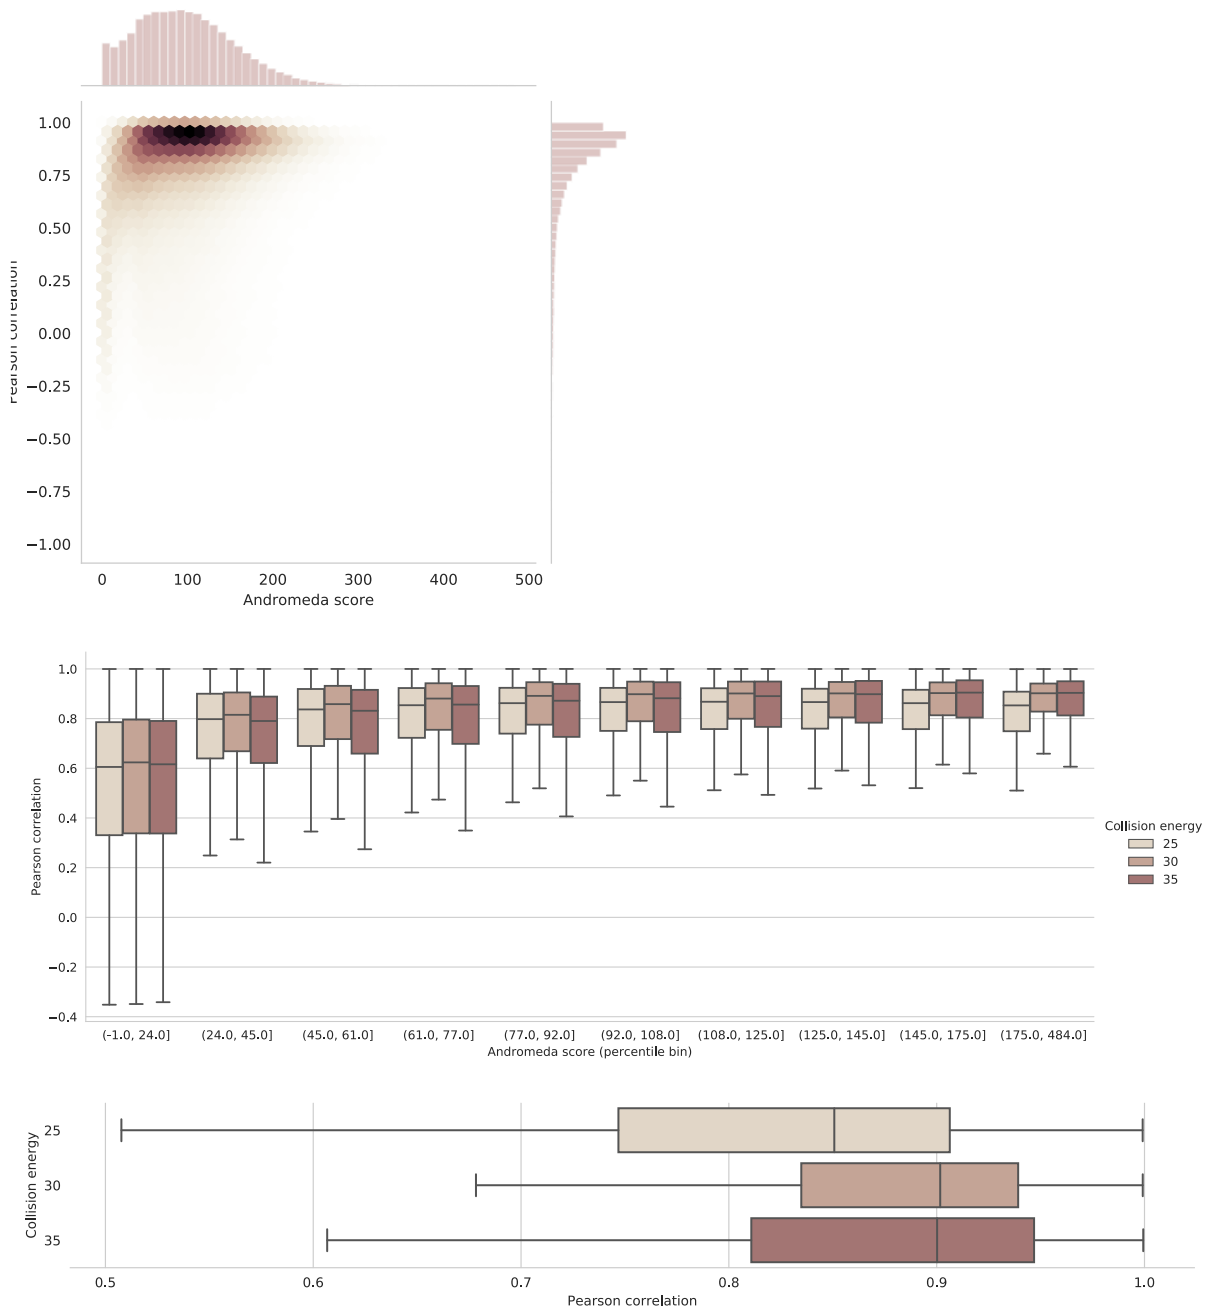 1.00
0.75
0.50
0.25
0.00
−0.25
−0.50
−0.75
−1.00
Pearson correlation
0 100 200 300 400 500
Andromeda score
1.0
0.8
0.6
0.4
0.2
0.0
−0.2
−0.4
Pearson correlation
(-1.0, 24.0] (24.0, 45.0] (45.0, 61.0] (61.0, 77.0] (77.0, 92.0] (92.0, 108.0] (108.0, 125.0] (125.0, 145.0] (145.0, 175.0] (175.0, 484.0]
Andromeda score (percentile bin)
Collision energy
25
30
35
Collision energy
25
30
35
0.5 0.6 0.7 0.8 0.9 1.0
Pearson correlation